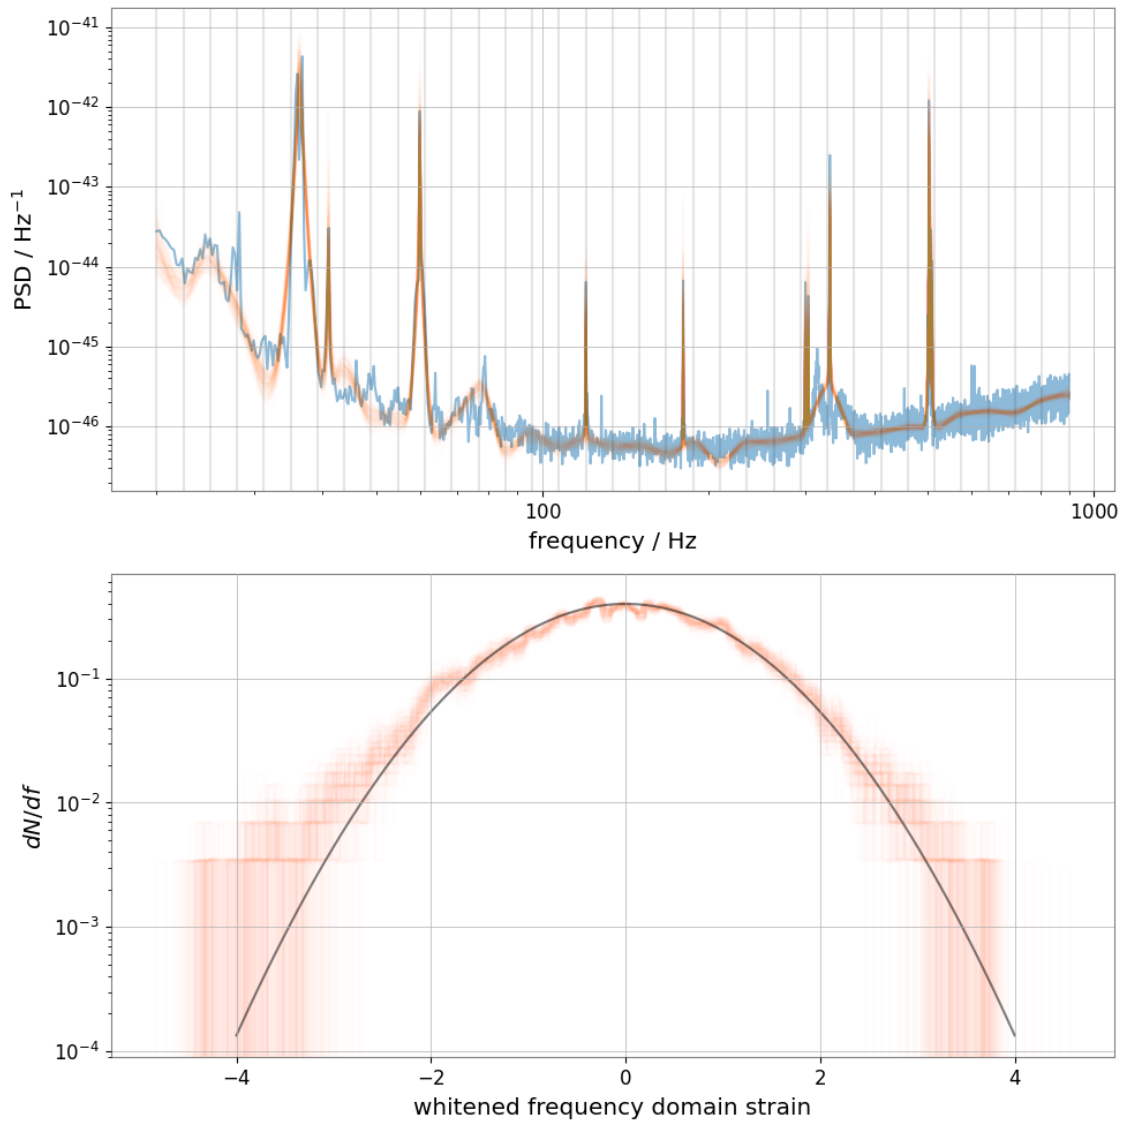 10⁻⁴¹
10⁻⁴²
10⁻⁴³
10⁻⁴⁴
10⁻⁴⁵
10⁻⁴⁶
PSD / Hz⁻¹
100 1000
frequency / Hz
10⁻¹
10⁻²
10⁻³
10⁻⁴
dN/df
−4 −2 0 2 4
whitened frequency domain strain